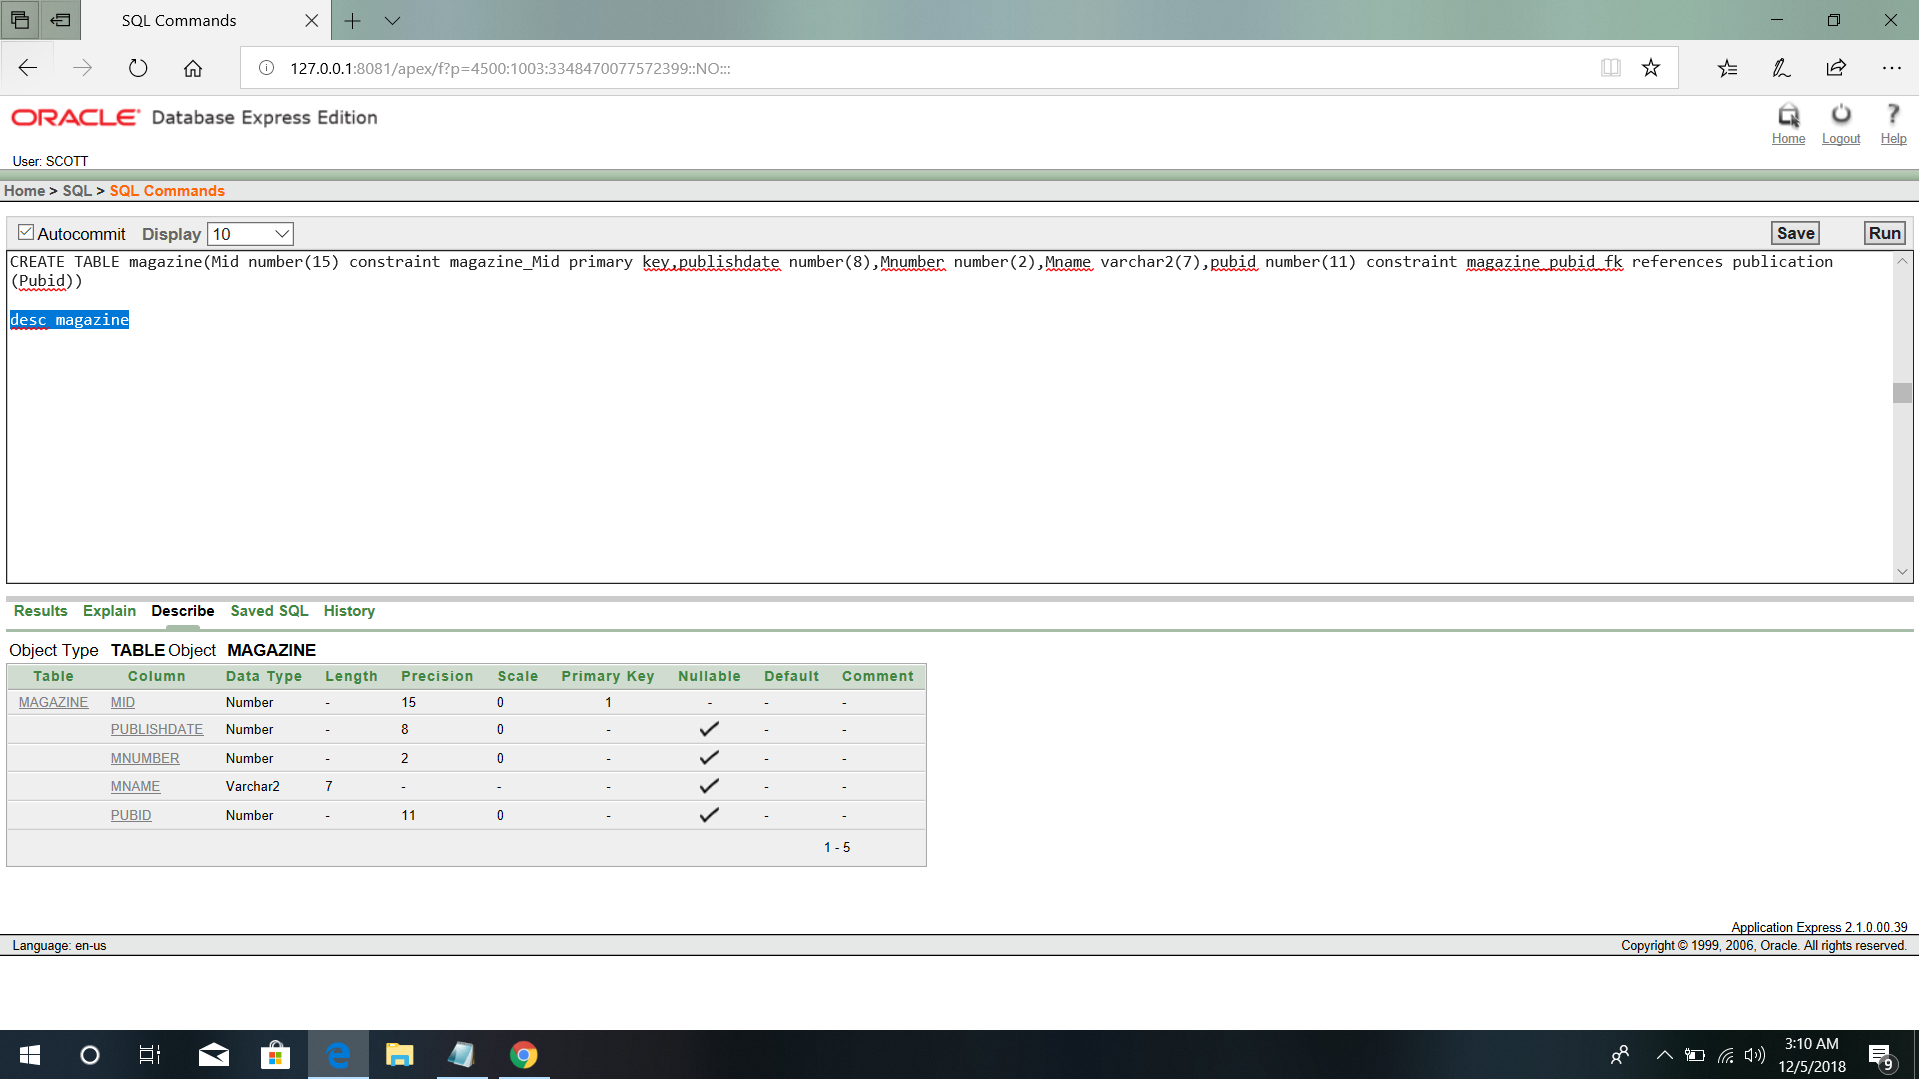 SQL Commands
127.0.0.1:8081/apex/f?p=4500:1003:3348470077572399::NO:::
ORACLE Database Express Edition
Home Logout Help
User: SCOTT
Home > SQL > SQL Commands
Autocommit Display 10 Save Run
CREATE TABLE magazine(Mid number(15) constraint magazine_Mid primary key,publishdate number(8),Mnumber number(2),Mname varchar2(7),pubid number(11) constraint magazine_pubid_fk references publication
(Pubid))
desc magazine
Results Explain Describe Saved SQL History
Object Type TABLE Object MAGAZINE
Table Column Data Type Length Precision Scale Primary Key Nullable Default Comment
MAGAZINE MID Number - 15 0 1 - - -
PUBLISHDATE Number - 8 0 - - -
MNUMBER Number - 2 0 - - -
MNAME Varchar2 7 - - - - -
PUBID Number - 11 0 - - -
1 - 5
Application Express 2.1.0.00.39
Language: en-us Copyright © 1999, 2006, Oracle. All rights reserved.
3:10 AM
12/5/2018
9